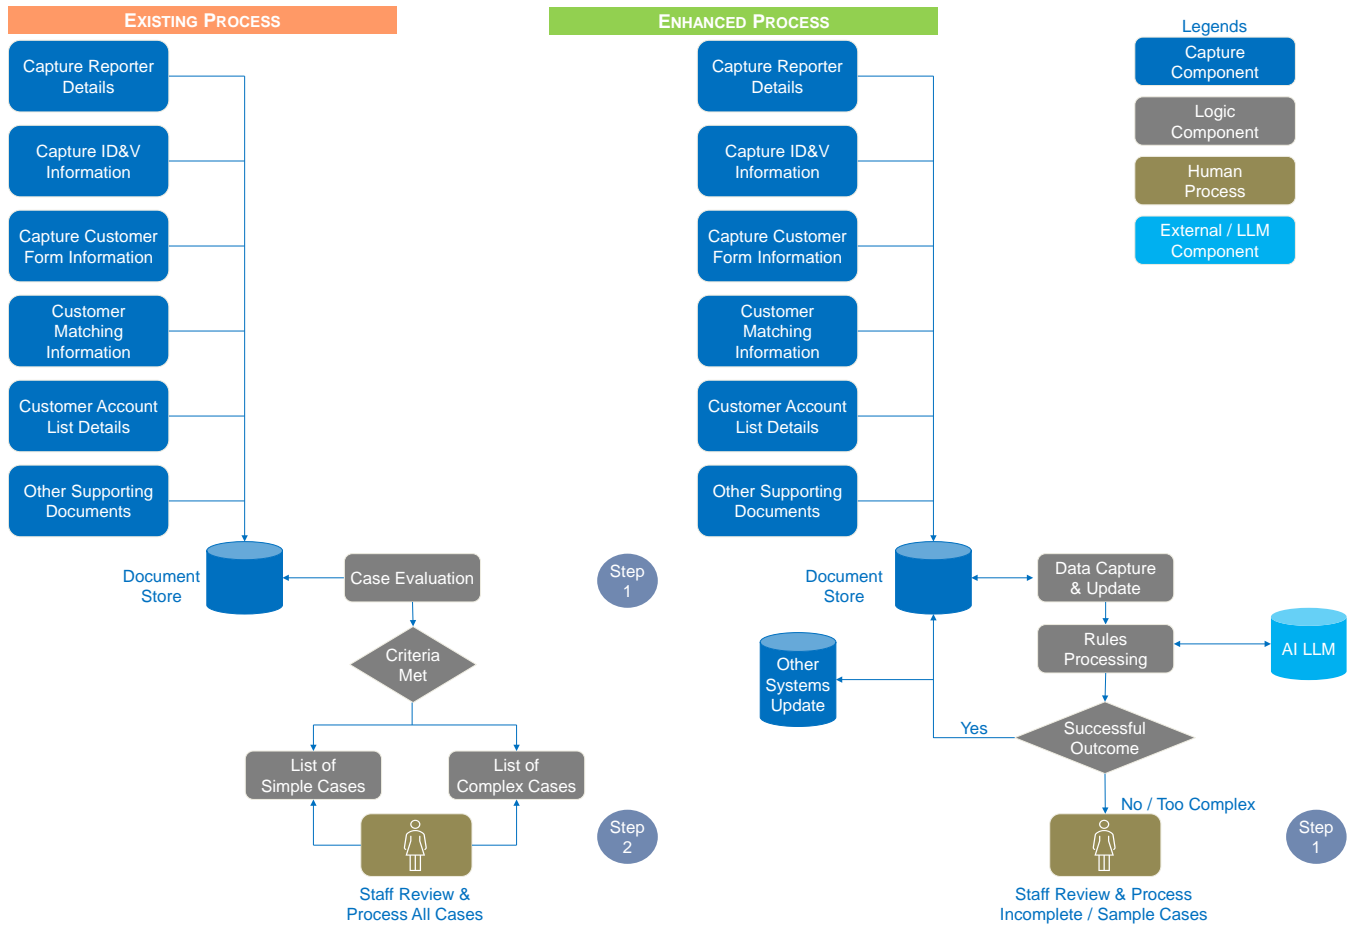 EXISTING PROCESS
Capture Reporter
Details
Capture ID&V
Information
Capture Customer
Form Information
Customer
Matching
Information
Customer Account
List Details
Other Supporting
Documents
Document
Store
Case Evaluation
Criteria
Met
List of
Simple Cases
List of
Complex Cases
Staff Review &
Process All Cases
Step
1
Step
2
ENHANCED PROCESS
Capture Reporter
Details
Capture ID&V
Information
Capture Customer
Form Information
Customer
Matching
Information
Customer Account
List Details
Other Supporting
Documents
Document
Store
Data Capture
& Update
Rules
Processing
AI LLM
Other
Systems
Update
Yes
Successful
Outcome
No / Too Complex
Staff Review & Process
Incomplete / Sample Cases
Step
1
Legends
Capture
Component
Logic
Component
Human
Process
External / LLM
Component